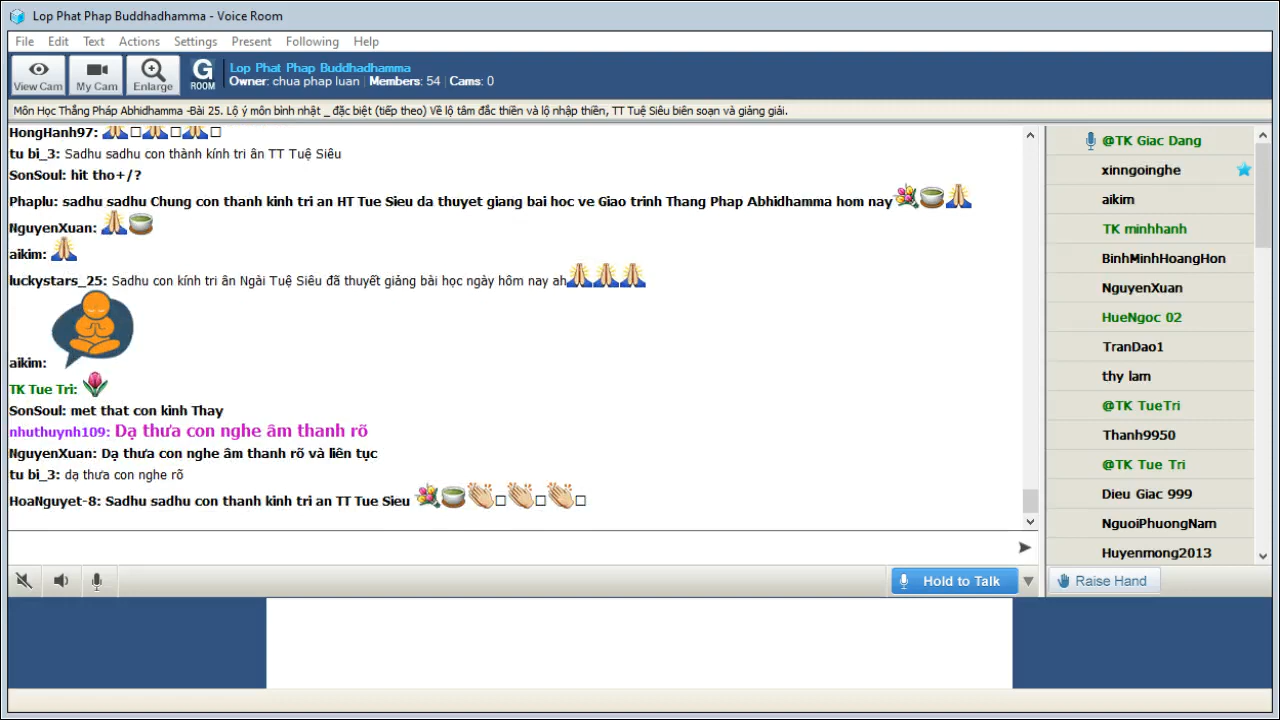 Lop Phat Phap Buddhadhamma - Voice Room
File Edit Text Actions Settings Present Following Help
View Cam My Cam Enlarge G ROOM
Lop Phat Phap Buddhadhamma
Owner: chua phap luan Members: 54 Cams: 0
Môn Học Thắng Pháp Abhidhamma -Bài 25. Lộ ý môn bình nhật _ đặc biệt (tiếp theo) Về lộ tâm đắc thiền và lộ nhập thiền, TT Tuệ Siêu biên soạn và giảng giải.
HongHanh97:
tu bi_3: Sadhu sadhu con thành kính tri ân TT Tuệ Siêu
SonSoul: hit tho+/?
Phaplu: sadhu sadhu Chung con thanh kinh tri an HT Tue Sieu da thuyet giang bai hoc ve Giao trinh Thang Phap Abhidhamma hom nay
NguyenXuan:
aikim:
luckystars_25: Sadhu con kính tri ân Ngài Tuệ Siêu đã thuyết giảng bài học ngày hôm nay ah
aikim:
TK Tue Tri:
SonSoul: met that con kinh Thay
nhuthuynh109: Dạ thưa con nghe âm thanh rõ
NguyenXuan: Dạ thưa con nghe âm thanh rõ và liên tục
tu bi_3: dạ thưa con nghe rõ
HoaNguyet-8: Sadhu sadhu con thanh kinh tri an TT Tue Sieu
@TK Giac Dang
xinngoinghe
aikim
TK minhhanh
BinhMinhHoangHon
NguyenXuan
HueNgoc 02
TranDao1
thy lam
@TK TueTri
Thanh9950
@TK Tue Tri
Dieu Giac 999
NguoiPhuongNam
Huyenmong2013
Hold to Talk
Raise Hand